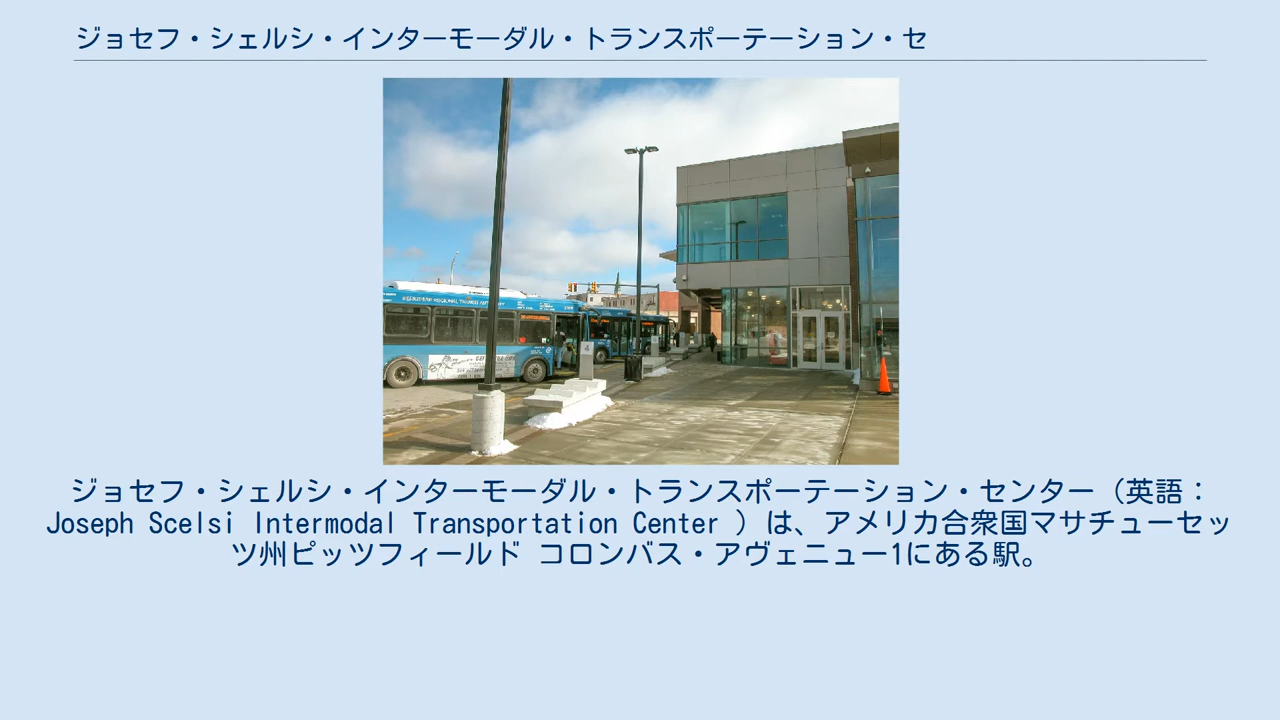 ジョセフ・シェルシ・インターモーダル・トランスポーテーション・セ
BERKSHIRE REGIONAL TRANSIT AUTHORITY
ジョセフ・シェルシ・インターモーダル・トランスポーテーション・センター（英語：
Joseph Scelsi Intermodal Transportation Center ）は、アメリカ合衆国マサチューセッ
ツ州ピッツフィールド コロンバス・アヴェニュー1にある駅。